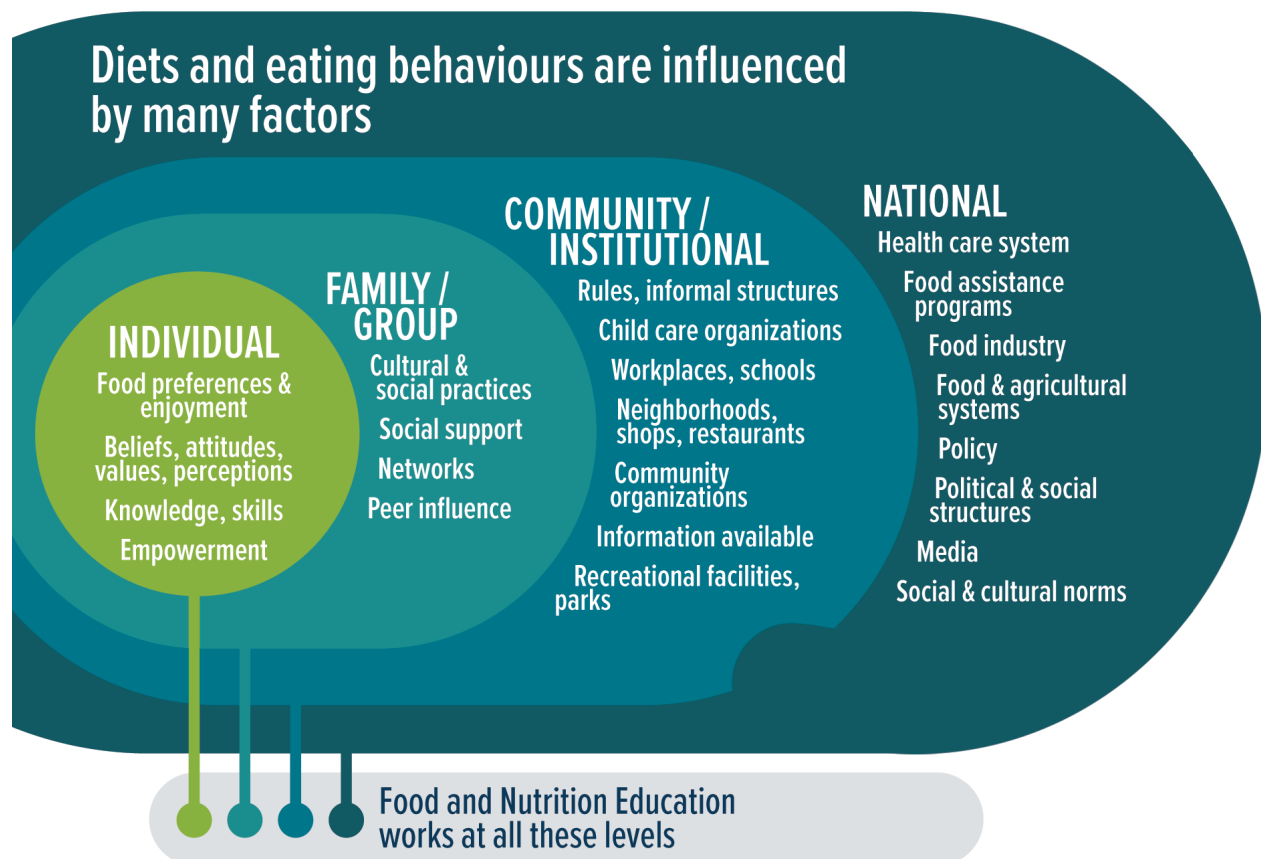 Diets and eating behaviours are influenced
by many factors
INDIVIDUAL
Food preferences &
enjoyment
Beliefs, attitudes,
values, perceptions
Knowledge, skills
Empowerment
FAMILY /
GROUP
Cultural &
social practices
Social support
Networks
Peer influence
COMMUNITY /
INSTITUTIONAL
Rules, informal structures
Child care organizations
Workplaces, schools
Neighborhoods,
shops, restaurants
Community
organizations
Information available
Recreational facilities,
parks
NATIONAL
Health care system
Food assistance
programs
Food industry
Food & agricultural
systems
Policy
Political & social
structures
Media
Social & cultural norms
Food and Nutrition Education
works at all these levels